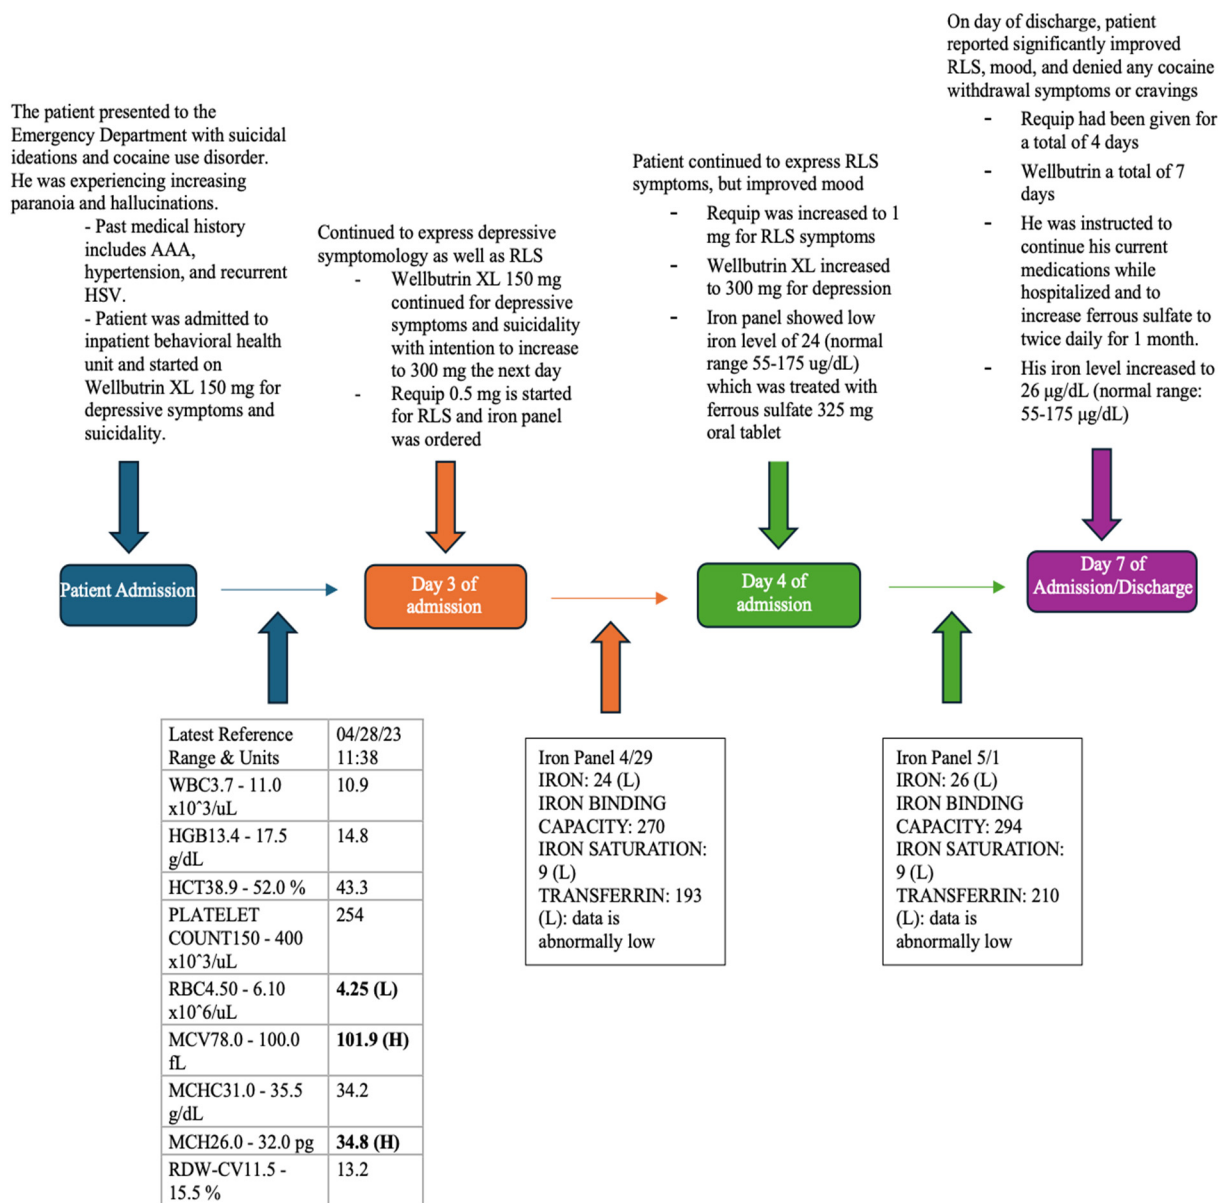 The patient presented to the
Emergency Department with suicidal
ideations and cocaine use disorder.
He was experiencing increasing
paranoia and hallucinations.
- Past medical history
includes AAA,
hypertension, and recurrent
HSV.
- Patient was admitted to
inpatient behavioral health
unit and started on
Wellbutrin XL 150 mg for
depressive symptoms and
suicidality.
Continued to express depressive
symptomology as well as RLS
- Wellbutrin XL 150 mg
continued for depressive
symptoms and suicidality
with intention to increase
to 300 mg the next day
- Requip 0.5 mg is started
for RLS and iron panel
was ordered
Patient continued to express RLS
symptoms, but improved mood
- Requip was increased to 1
mg for RLS symptoms
- Wellbutrin XL increased
to 300 mg for depression
- Iron panel showed low
iron level of 24 (normal
range 55-175 ug/dL)
which was treated with
ferrous sulfate 325 mg
oral tablet
On day of discharge, patient
reported significantly improved
RLS, mood, and denied any cocaine
withdrawal symptoms or cravings
- Requip had been given for
a total of 4 days
- Wellbutrin a total of 7
days
- He was instructed to
continue his current
medications while
hospitalized and to
increase ferrous sulfate to
twice daily for 1 month.
- His iron level increased to
26 µg/dL (normal range:
55-175 µg/dL)
Patient Admission
Day 3 of
admission
Day 4 of
admission
Day 7 of
Admission/Discharge
Latest Reference
Range & Units
04/28/23
11:38
WBC3.7 - 11.0
x10^3/uL
10.9
HGB13.4 - 17.5
g/dL
14.8
HCT38.9 - 52.0 %
43.3
PLATELET
COUNT150 - 400
x10^3/uL
254
RBC4.50 - 6.10
x10^6/uL
4.25 (L)
MCV78.0 - 100.0
fL
101.9 (H)
MCHC31.0 - 35.5
g/dL
34.2
MCH26.0 - 32.0 pg
34.8 (H)
RDW-CV11.5 -
15.5 %
13.2
Iron Panel 4/29
IRON: 24 (L)
IRON BINDING
CAPACITY: 270
IRON SATURATION:
9 (L)
TRANSFERRIN: 193
(L): data is
abnormally low
Iron Panel 5/1
IRON: 26 (L)
IRON BINDING
CAPACITY: 294
IRON SATURATION:
9 (L)
TRANSFERRIN: 210
(L): data is
abnormally low